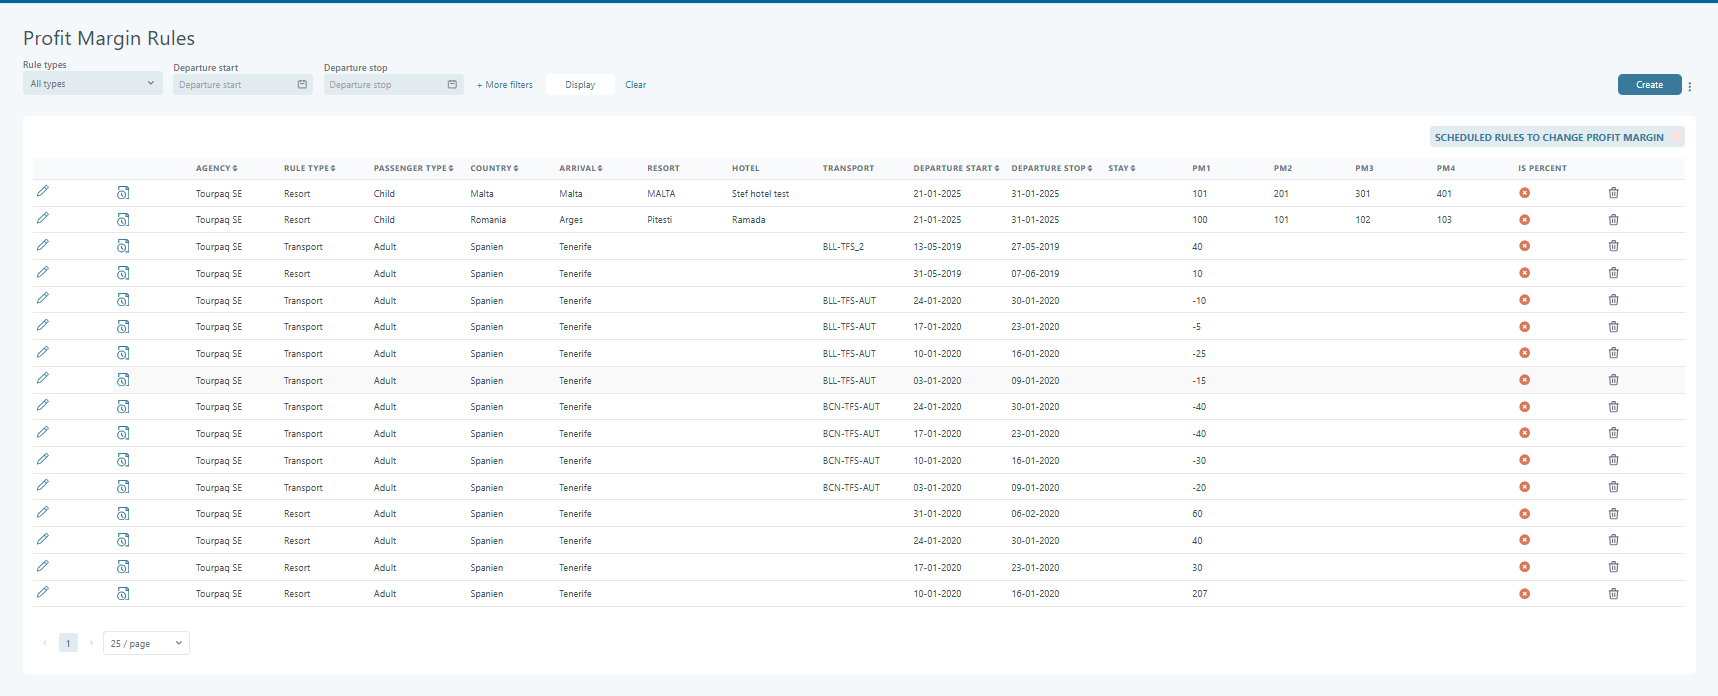 Profit Margin Rules
Rule types
Departure start
Departure stop
All types
Departure start
Departure stop
+ More filters
Display
Clear
Create
SCHEDULED RULES TO CHANGE PROFIT MARGIN
AGENCY RULE TYPE PASSENGER TYPE COUNTRY ARRIVAL RESORT HOTEL TRANSPORT DEPARTURE START DEPARTURE STOP STAY PM1 PM2 PM3 PM4 IS PERCENT
Tourpaq SE Resort Child Malta Malta MALTA Stef hotel test 21-01-2025 31-01-2025 101 201 301 401
Tourpaq SE Resort Child Romania Arges Pitesti Ramada 21-01-2025 31-01-2025 100 101 102 103
Tourpaq SE Transport Adult Spanien Tenerife BLL-TFS_2 13-05-2019 27-05-2019 40
Tourpaq SE Resort Adult Spanien Tenerife 31-05-2019 07-06-2019 10
Tourpaq SE Transport Adult Spanien Tenerife BLL-TFS-AUT 24-01-2020 30-01-2020 -10
Tourpaq SE Transport Adult Spanien Tenerife BLL-TFS-AUT 17-01-2020 23-01-2020 -5
Tourpaq SE Transport Adult Spanien Tenerife BLL-TFS-AUT 10-01-2020 16-01-2020 -25
Tourpaq SE Transport Adult Spanien Tenerife BLL-TFS-AUT 03-01-2020 09-01-2020 -15
Tourpaq SE Transport Adult Spanien Tenerife BCN-TFS-AUT 24-01-2020 30-01-2020 -40
Tourpaq SE Transport Adult Spanien Tenerife BCN-TFS-AUT 17-01-2020 23-01-2020 -40
Tourpaq SE Transport Adult Spanien Tenerife BCN-TFS-AUT 10-01-2020 16-01-2020 -30
Tourpaq SE Transport Adult Spanien Tenerife BCN-TFS-AUT 03-01-2020 09-01-2020 -20
Tourpaq SE Resort Adult Spanien Tenerife 31-01-2020 06-02-2020 60
Tourpaq SE Resort Adult Spanien Tenerife 24-01-2020 30-01-2020 40
Tourpaq SE Resort Adult Spanien Tenerife 17-01-2020 23-01-2020 30
Tourpaq SE Resort Adult Spanien Tenerife 10-01-2020 16-01-2020 207
1
25 / page